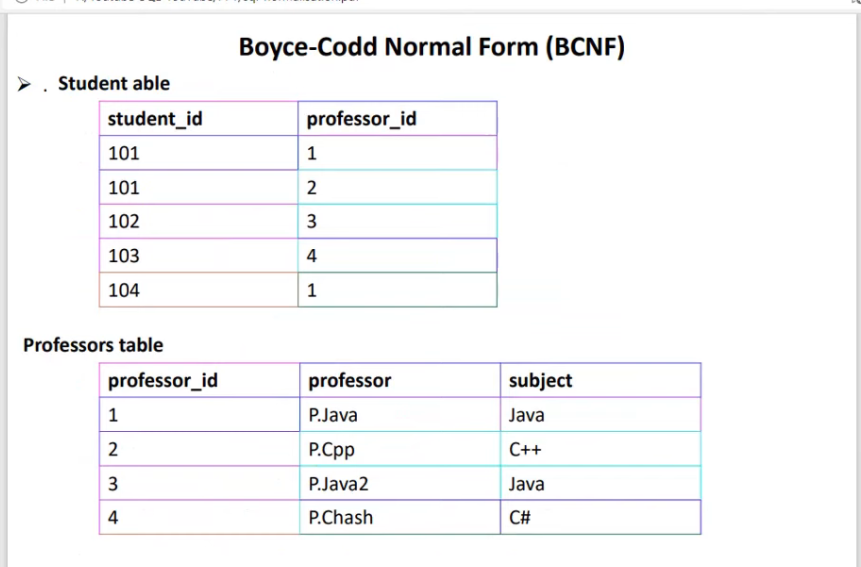 Boyce-Codd Normal Form (BCNF)
➢ . Student able
student_id professor_id
101 1
101 2
102 3
103 4
104 1
Professors table
professor_id professor subject
1 P.Java Java
2 P.Cpp C++
3 P.Java2 Java
4 P.Chash C#